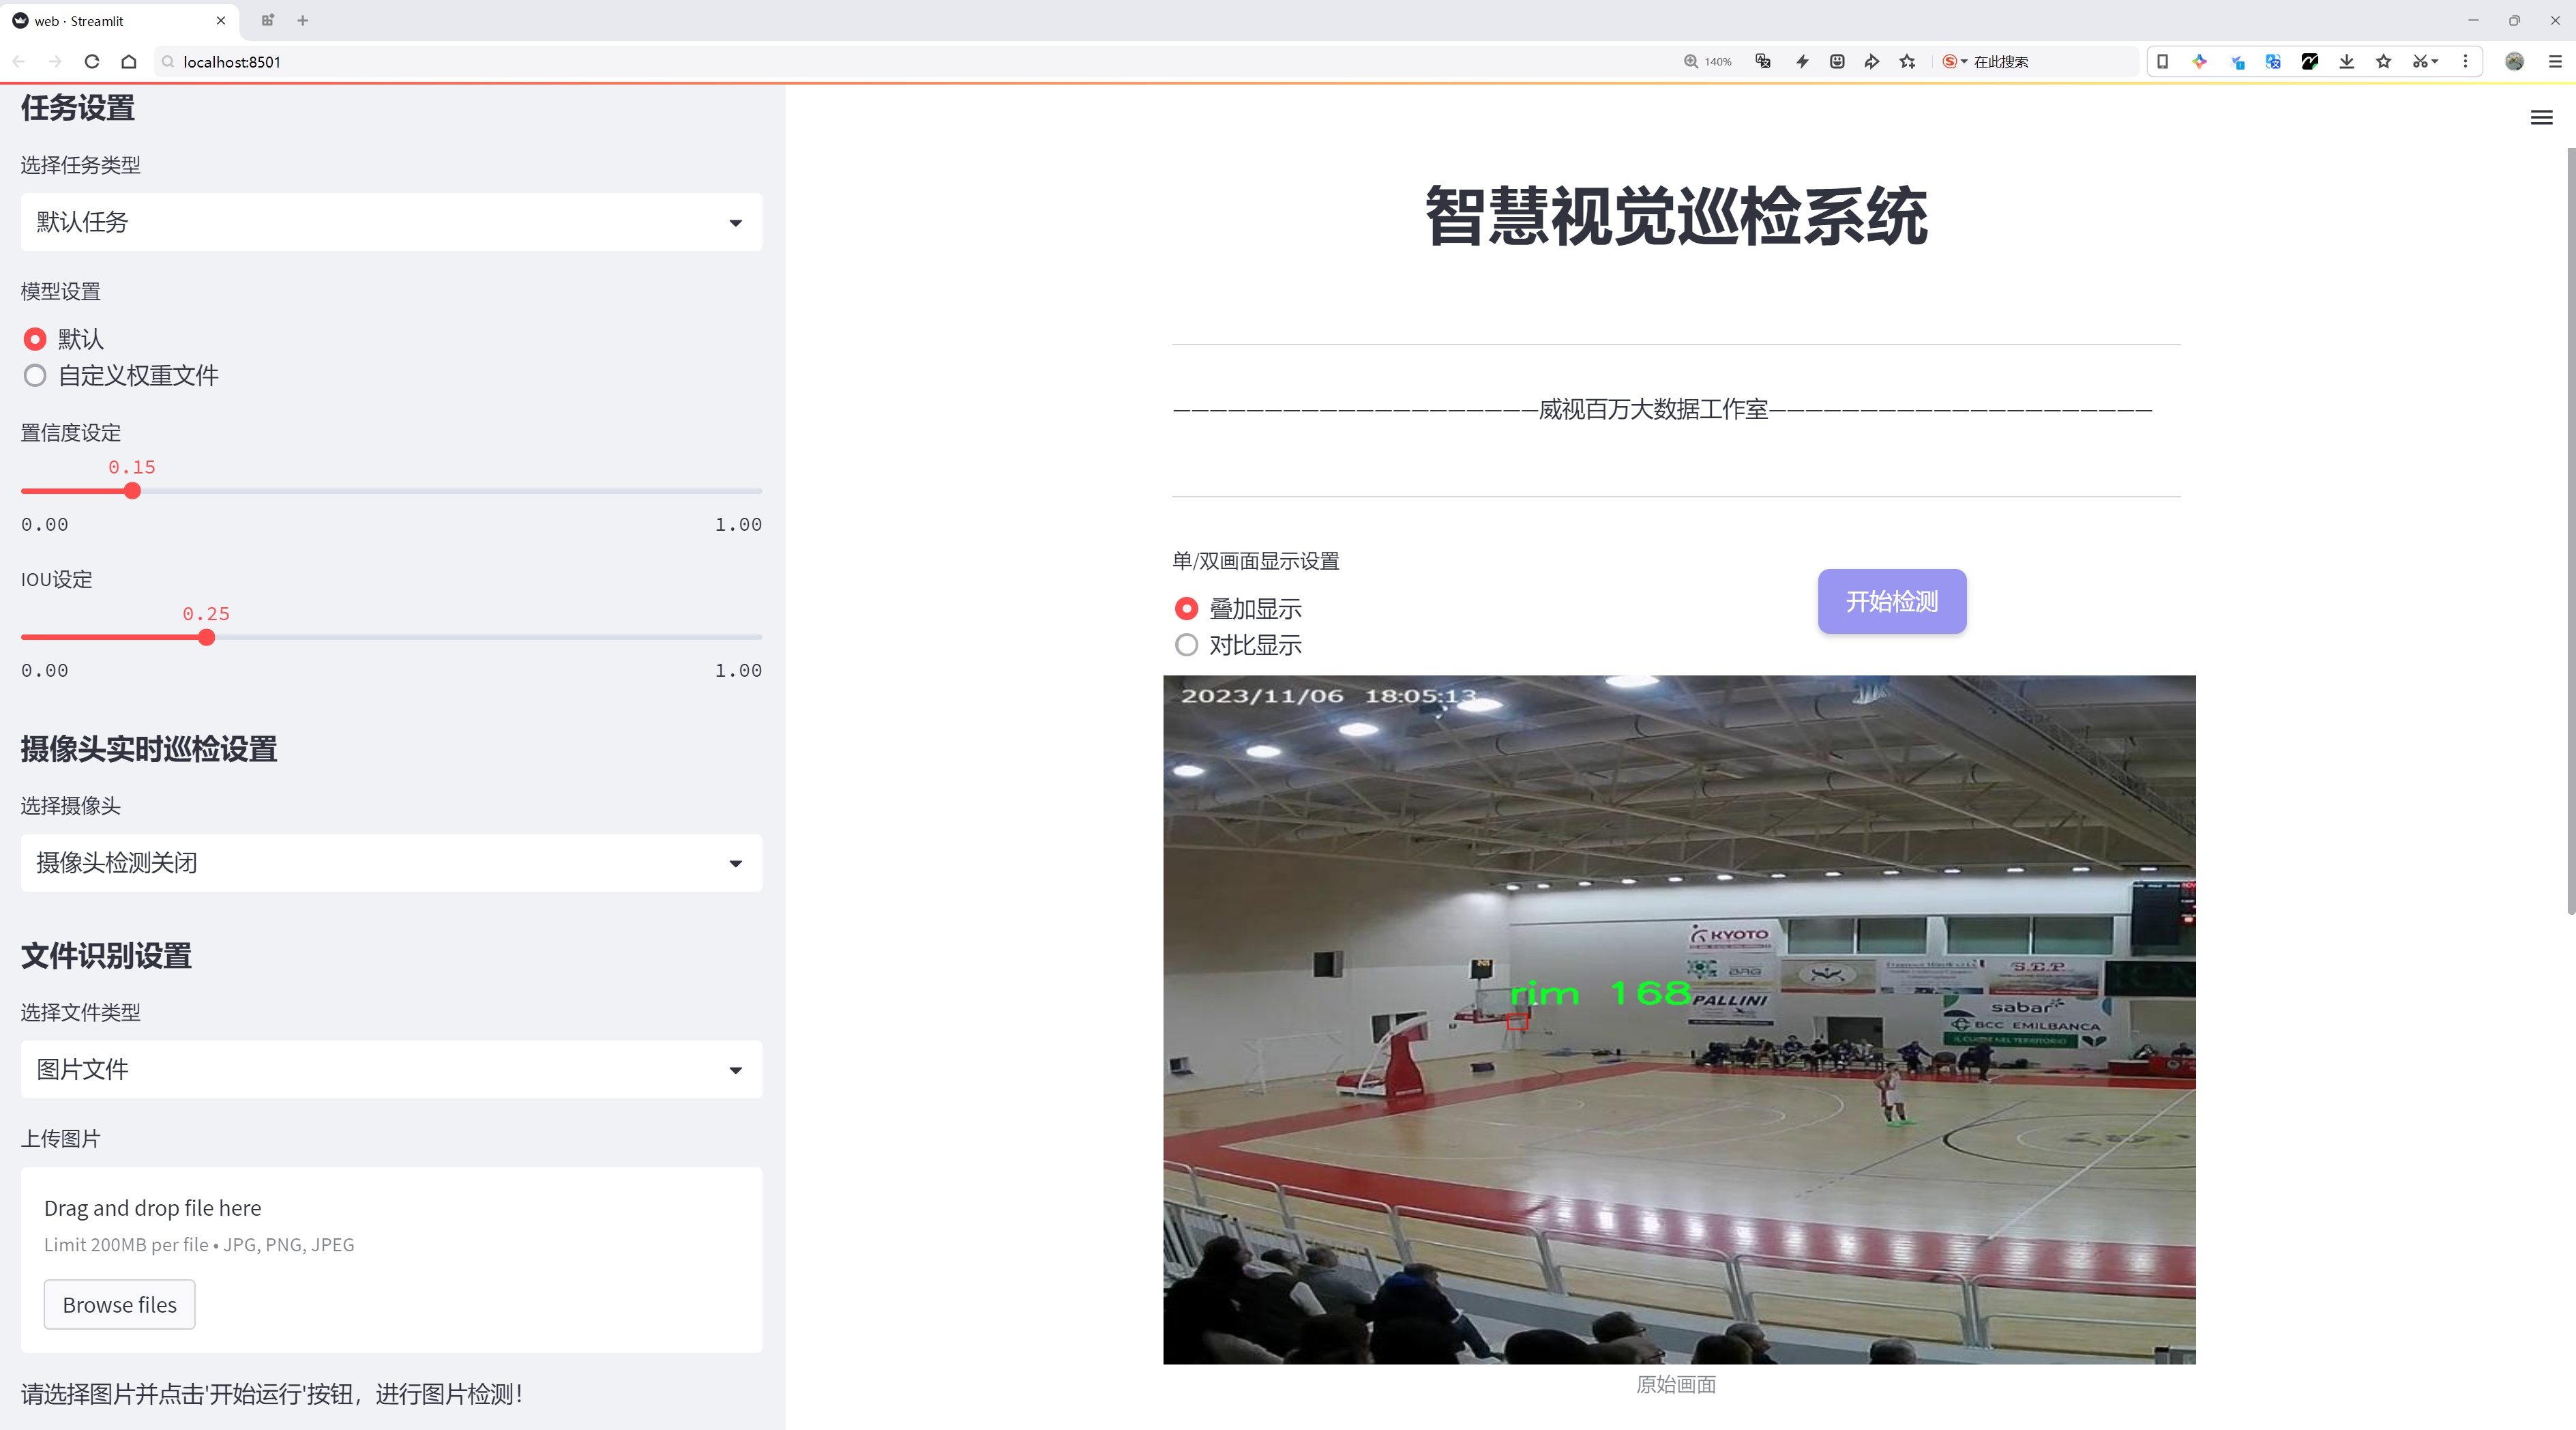 web · Streamlit
localhost:8501
140%
在此搜索
任务设置
选择任务类型
默认任务
模型设置
默认
自定义权重文件
置信度设定
0.15
0.00 1.00
IOU设定
0.25
0.00 1.00
摄像头实时巡检设置
选择摄像头
摄像头检测关闭
文件识别设置
选择文件类型
图片文件
上传图片
Drag and drop file here
Limit 200MB per file • JPG, PNG, JPEG
Browse files
请选择图片并点击'开始运行'按钮，进行图片检测！
智慧视觉巡检系统
————————————————————威视百万大数据工作室—————————————————————
单/双画面显示设置
叠加显示
对比显示
开始检测
2023/11/06 18:05:13
KYOTO
BRG
S.E.P.
rim 168
PALLINI
sabar
BCC EMILBANCA
IL CUORE NEL TERRITORIO
原始画面